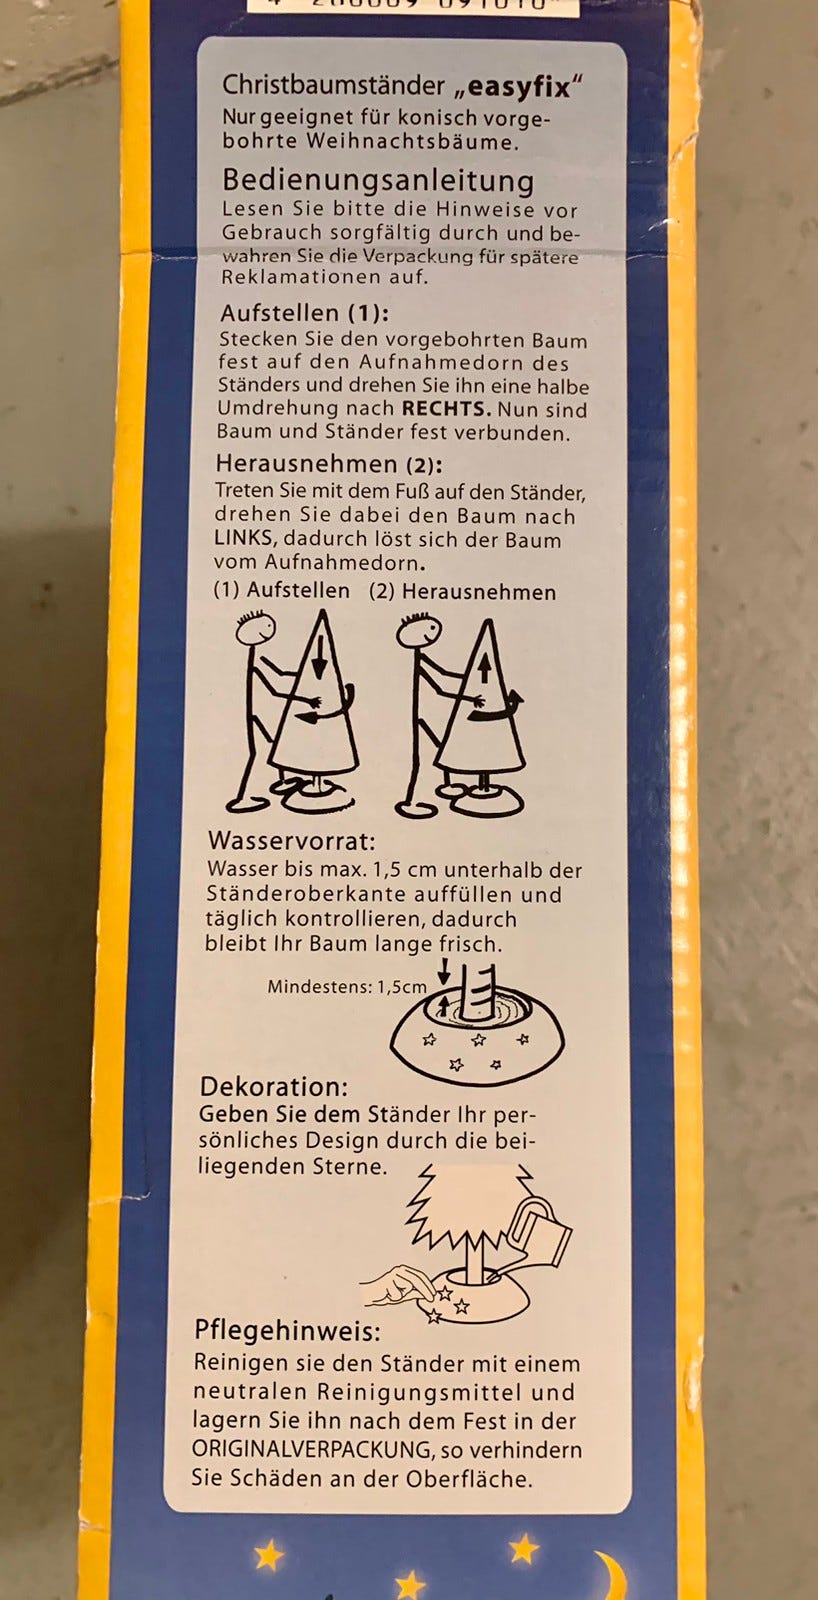 Christbaumständer „easyfix“
Nur geeignet für konisch vorge-
bohrte Weihnachtsbäume.
Bedienungsanleitung
Lesen Sie bitte die Hinweise vor
Gebrauch sorgfältig durch und be-
wahren Sie die Verpackung für spätere
Reklamationen auf.
Aufstellen (1):
Stecken Sie den vorgebohrten Baum
fest auf den Aufnahmedorn des
Ständers und drehen Sie ihn eine halbe
Umdrehung nach RECHTS. Nun sind
Baum und Ständer fest verbunden.
Herausnehmen (2):
Treten Sie mit dem Fuß auf den Ständer,
drehen Sie dabei den Baum nach
LINKS, dadurch löst sich der Baum
vom Aufnahmedorn.
(1) Aufstellen (2) Herausnehmen
Wasservorrat:
Wasser bis max. 1,5 cm unterhalb der
Ständeroberkante auffüllen und
täglich kontrollieren, dadurch
bleibt Ihr Baum lange frisch.
Mindestens: 1,5cm
Dekoration:
Geben Sie dem Ständer Ihr per-
sönliches Design durch die bei-
liegenden Sterne.
Pflegehinweis:
Reinigen sie den Ständer mit einem
neutralen Reinigungsmittel und
lagern Sie ihn nach dem Fest in der
ORIGINALVERPACKUNG, so verhindern
Sie Schäden an der Oberfläche.